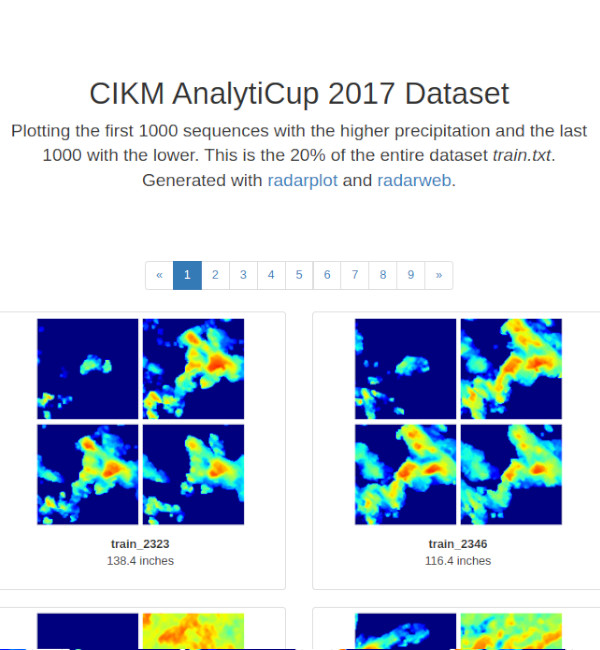 CIKM AnalytiCup 2017 Dataset
Plotting the first 1000 sequences with the higher precipitation and the last
1000 with the lower. This is the 20% of the entire dataset train.txt.
Generated with radarplot and radarweb.
« 1 2 3 4 5 6 7 8 9 »
train_2323
138.4 inches
train_2346
116.4 inches